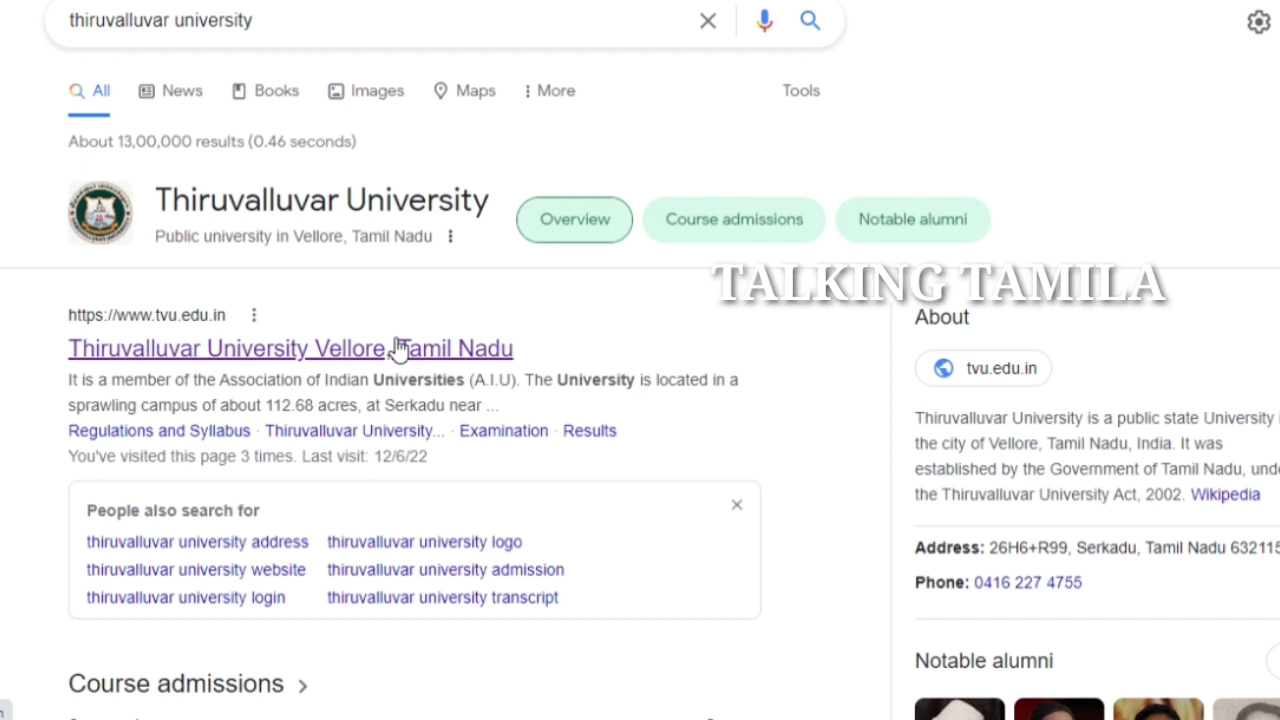 thiruvalluvar university
All News Books Images Maps More Tools
About 13,00,000 results (0.46 seconds)
Thiruvalluvar University
Public university in Vellore, Tamil Nadu
Overview Course admissions Notable alumni
TALKING TAMILA
https://www.tvu.edu.in
Thiruvalluvar University Vellore, Tamil Nadu
It is a member of the Association of Indian Universities (A.I.U). The University is located in a
sprawling campus of about 112.68 acres, at Serkadu near ...
Regulations and Syllabus · Thiruvalluvar University... · Examination · Results
You've visited this page 3 times. Last visit: 12/6/22
People also search for
thiruvalluvar university address thiruvalluvar university logo
thiruvalluvar university website thiruvalluvar university admission
thiruvalluvar university login thiruvalluvar university transcript
Course admissions
About
tvu.edu.in
Thiruvalluvar University is a public state University
the city of Vellore, Tamil Nadu, India. It was
established by the Government of Tamil Nadu, und
the Thiruvalluvar University Act, 2002. Wikipedia
Address: 26H6+R99, Serkadu, Tamil Nadu 632115
Phone: 0416 227 4755
Notable alumni